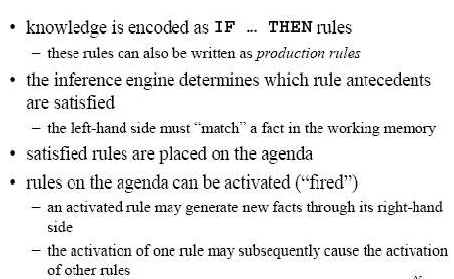 • knowledge is encoded as IF … THEN rules
– these rules can also be written as production rules
• the inference engine determines which rule antecedents
are satisfied
– the left-hand side must “match” a fact in the working memory
• satisfied rules are placed on the agenda
• rules on the agenda can be activated (“fired”)
– an activated rule may generate new facts through its right-hand
side
– the activation of one rule may subsequently cause the activation
of other rules